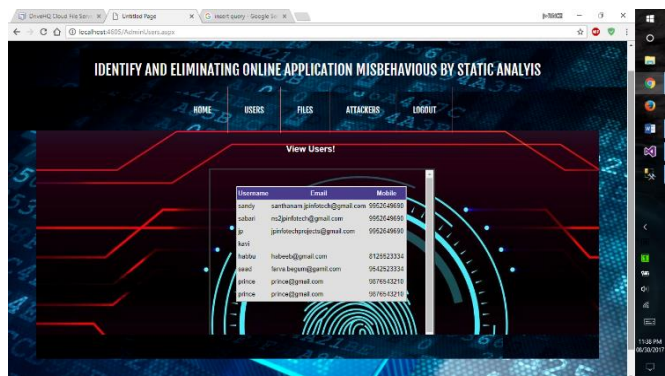 DriveHQ Cloud File Serv
Untitled Page
insert query - Google Se
localhost:4605/AdminUsers.aspx
IDENTIFY AND ELIMINATING ONLINE APPLICATION MISBEHAVIOUS BY STATIC ANALYIS
HOME USERS FILES ATTACKERS LOGOUT
View Users!
Username Email Mobile
sandy santhanam.jpinfotech@gmail.com 9952649690
sabari ns2jpinfotech@gmail.com 9952649690
jp jpinfotechprojects@gmail.com 9952649690
kavi
habbu habeeb@gmail.com 8128523334
saad farva.begum@gamil.com 9542523334
prince prince@gmail.com 9876543210
prince prince@gmail.com 9876543210
11:38 PM
06/30/2017